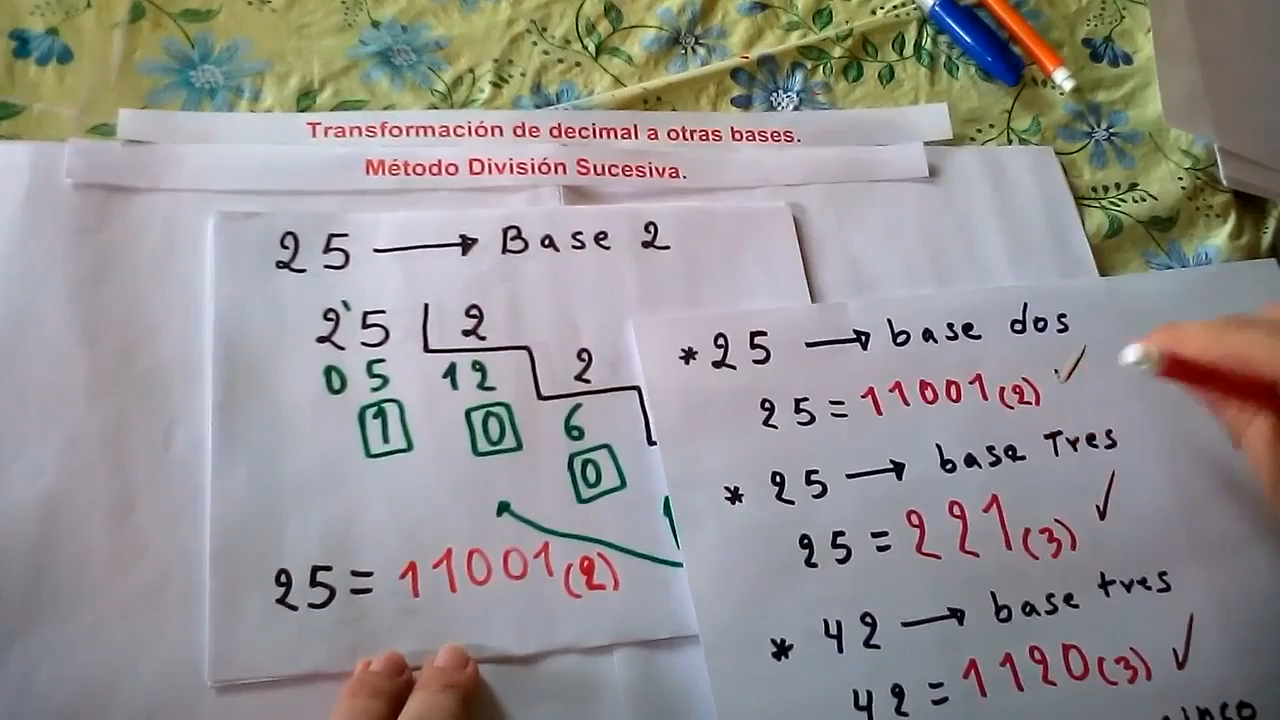 Transformación de decimal a otras bases.
Método División Sucesiva.
25 → Base 2
25 2
05 12 2
1 0 6
0
25 = 11001(2)
* 25 → base dos
25 = 11001(2) ✓
* 25 → base Tres
25 = 221(3) ✓
* 42 → base tres
42 = 1120(3) ✓